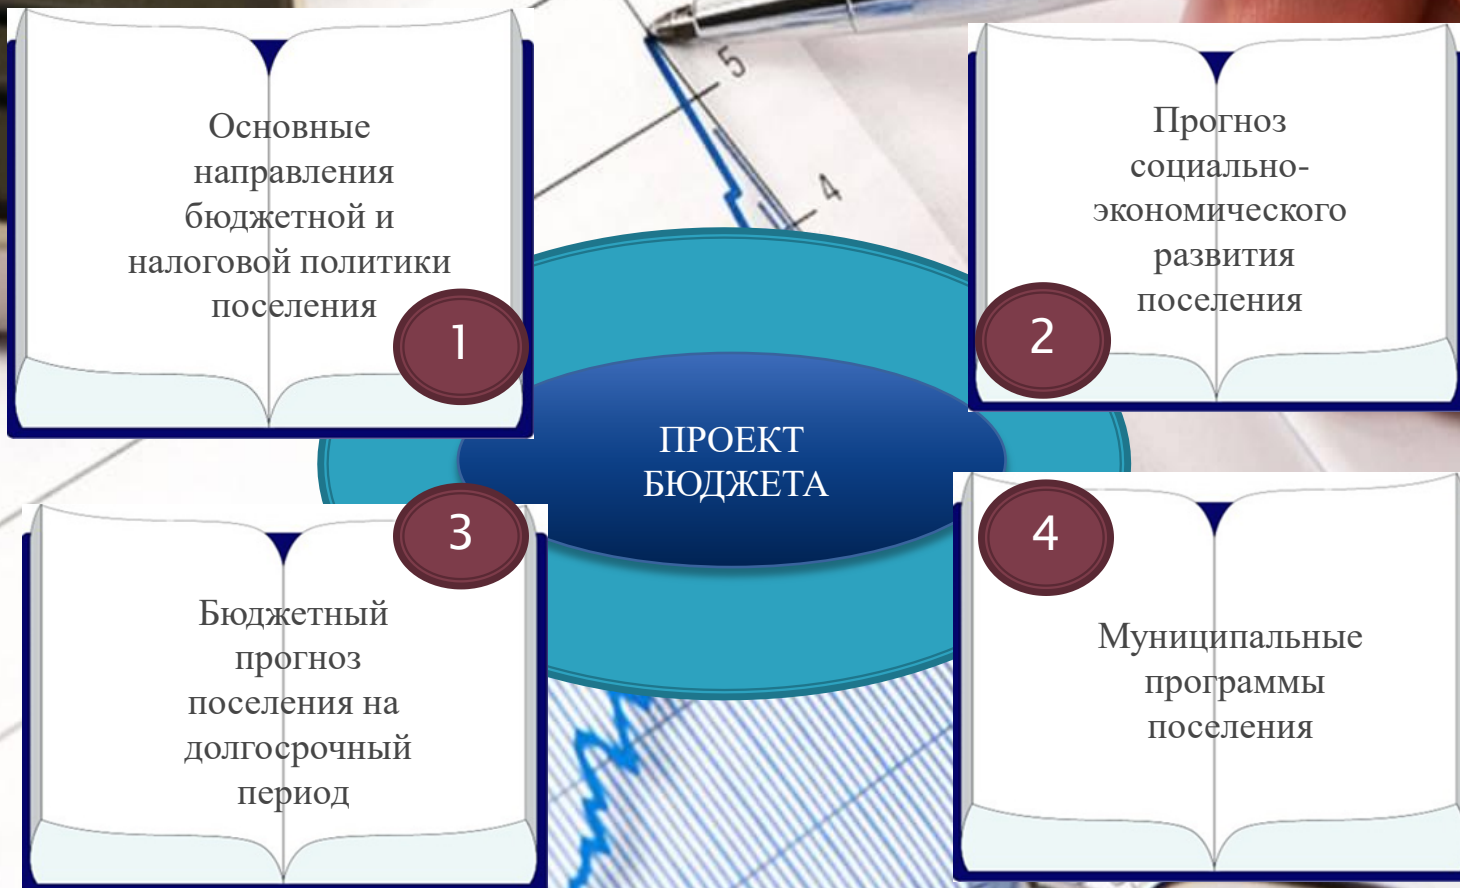 Основные
направления
бюджетной и
налоговой политики
поселения
1
Прогноз
социально-
экономического
развития
поселения
2
5
4
ПРОЕКТ
БЮДЖЕТА
3
Бюджетный
прогноз
поселения на
долгосрочный
период
4
Муниципальные
программы
поселения